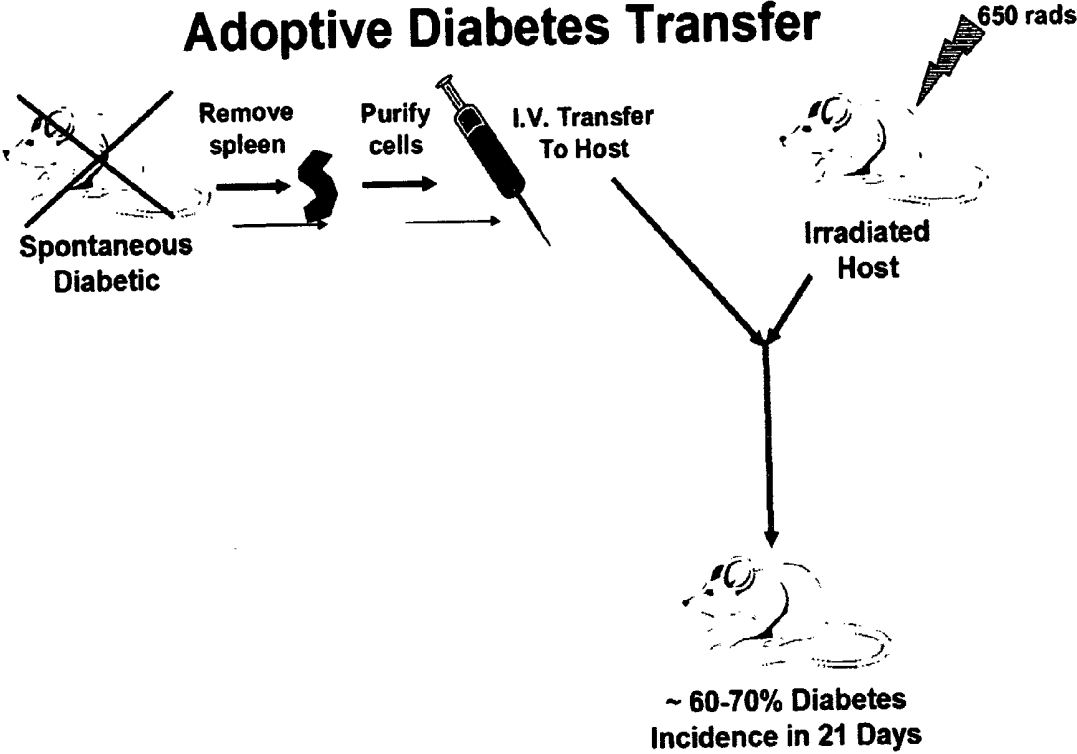 Adoptive Diabetes Transfer
650 rads
Remove
spleen
Purify
cells
I.V. Transfer
To Host
Spontaneous
Diabetic
Irradiated
Host
~ 60-70% Diabetes
Incidence in 21 Days